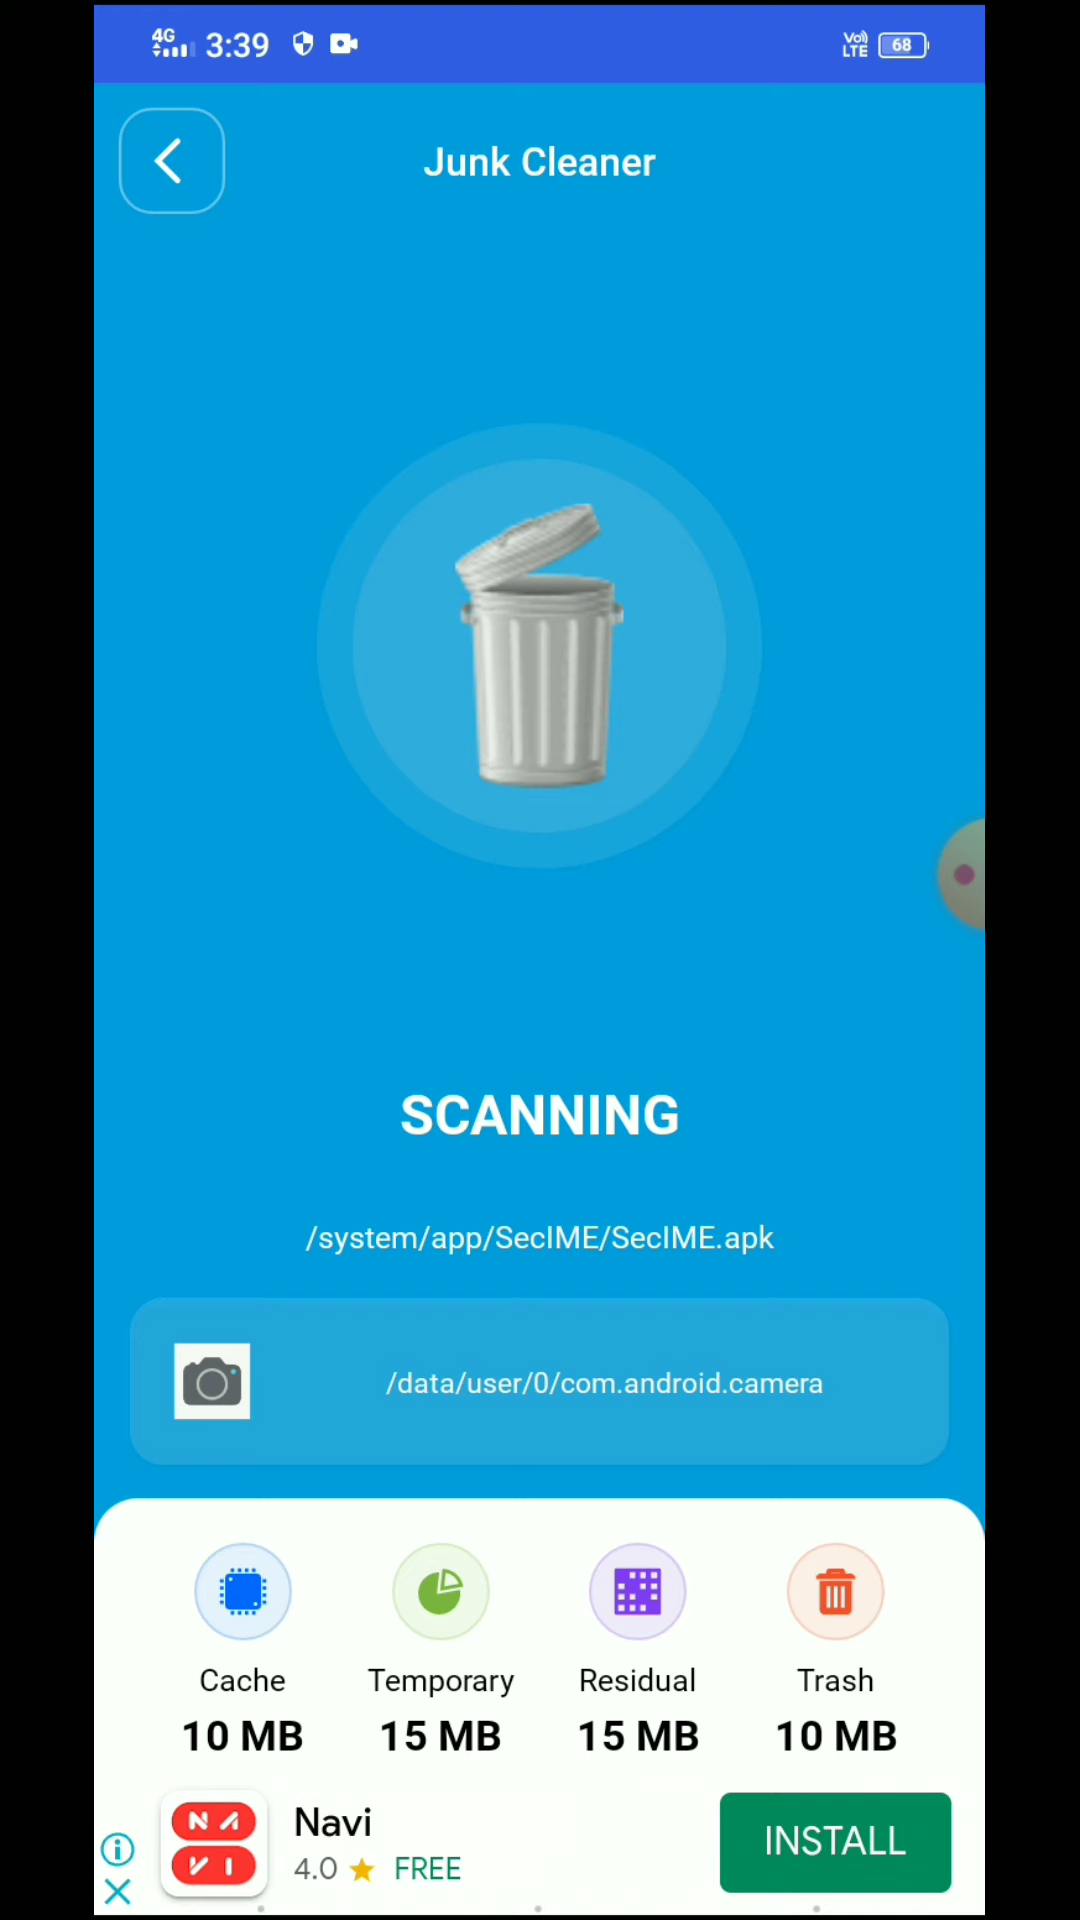 4G 3:39 Vo) LTE 68
Junk Cleaner
SCANNING
/system/app/SecIME/SecIME.apk
/data/user/0/com.android.camera
Cache Temporary Residual Trash
10 MB 15 MB 15 MB 10 MB
NAVI Navi INSTALL
4.0 ★ FREE